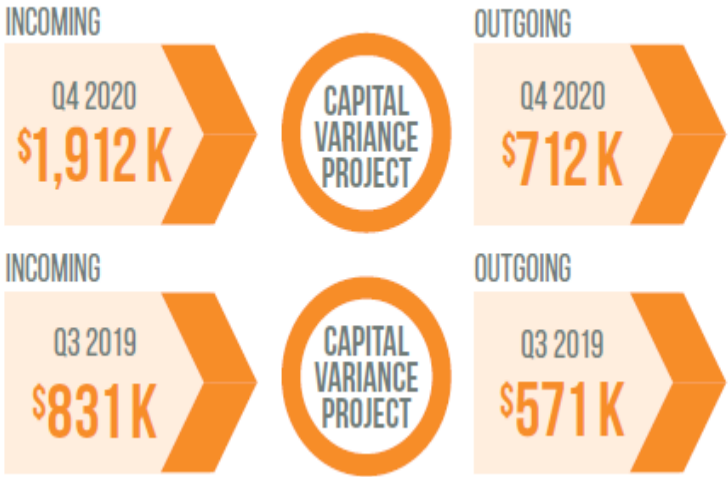 INCOMING
Q4 2020
$1,912 K
CAPITAL
VARIANCE
PROJECT
OUTGOING
Q4 2020
$712 K
INCOMING
Q3 2019
$831 K
CAPITAL
VARIANCE
PROJECT
OUTGOING
Q3 2019
$571 K